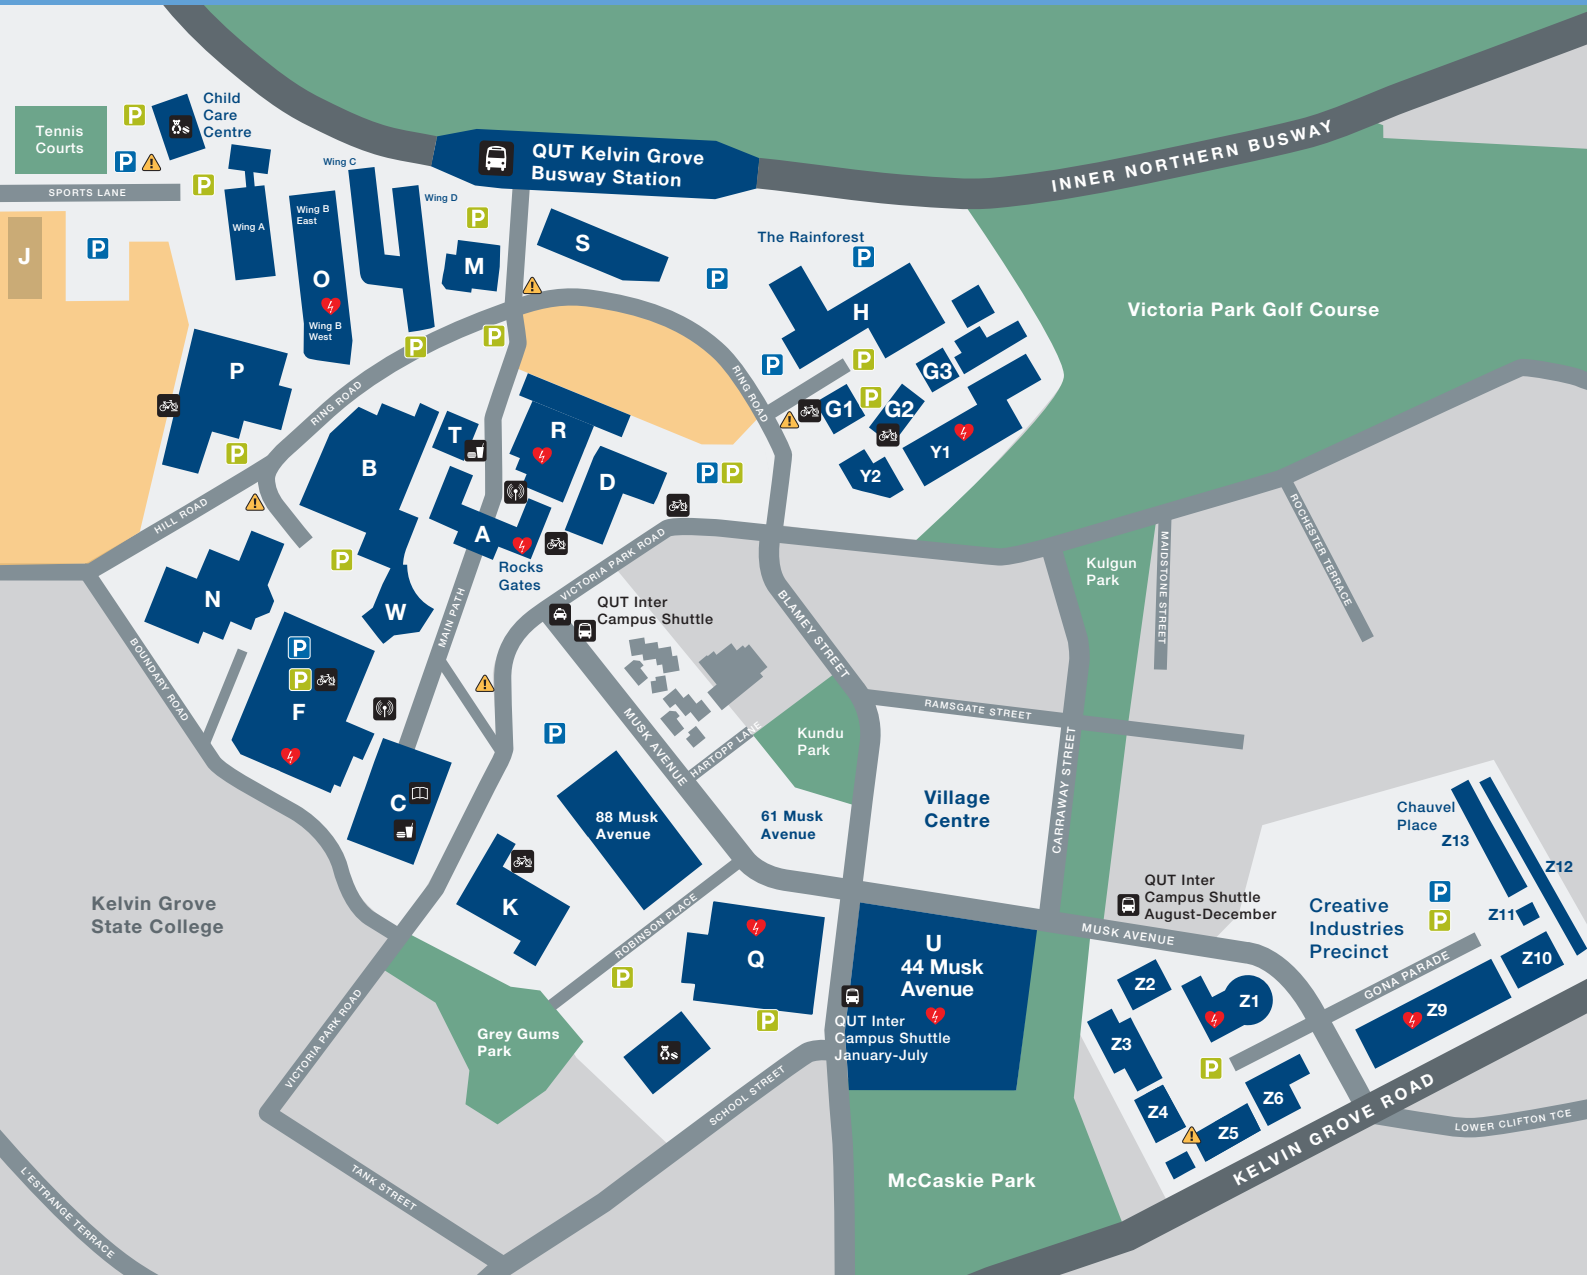 Child
Care
Centre
P
Tennis
Courts
P
SPORTS LANE
P
Wing C
QUT Kelvin Grove
Busway Station
INNER NORTHERN BUSWAY
Wing A
Wing B
East
Wing D
P
J
P
O
Wing B
West
M
S
P
The Rainforest
P
H
Victoria Park Golf Course
P
P
P
P
P
RING ROAD
RING ROAD
G3
G1
P
G2
Y1
Y2
P
B
T
R
D
P
P
HILL ROAD
A
Rocks
Gates
VICTORIA PARK ROAD
P
N
W
MAIN PATH
QUT Inter
Campus Shuttle
BLAMEY STREET
Kulgun
Park
MAIDSTONE STREET
ROCHESTER TERRACE
BOUNDARY ROAD
P
P
F
C
P
MUSK AVENUE
HARTOPP LANE
Kundu
Park
RAMSGATE STREET
CARRAWAY STREET
88 Musk
Avenue
61 Musk
Avenue
Village
Centre
Kelvin Grove
State College
K
ROBINSON PLACE
P
Q
P
U
44 Musk
Avenue
QUT Inter
Campus Shuttle
January-July
QUT Inter
Campus Shuttle
August-December
MUSK AVENUE
Chauvel
Place
Z13
Z12
P
P
Z11
Z10
Creative
Industries
Precinct
GONA PARADE
Z9
Z2
Z1
Z3
P
Z6
Z4
Z5
KELVIN GROVE ROAD
LOWER CLIFTON TCE
Grey Gums
Park
VICTORIA PARK ROAD
SCHOOL STREET
TANK STREET
L'ESTRANGE TERRACE
McCaskie Park